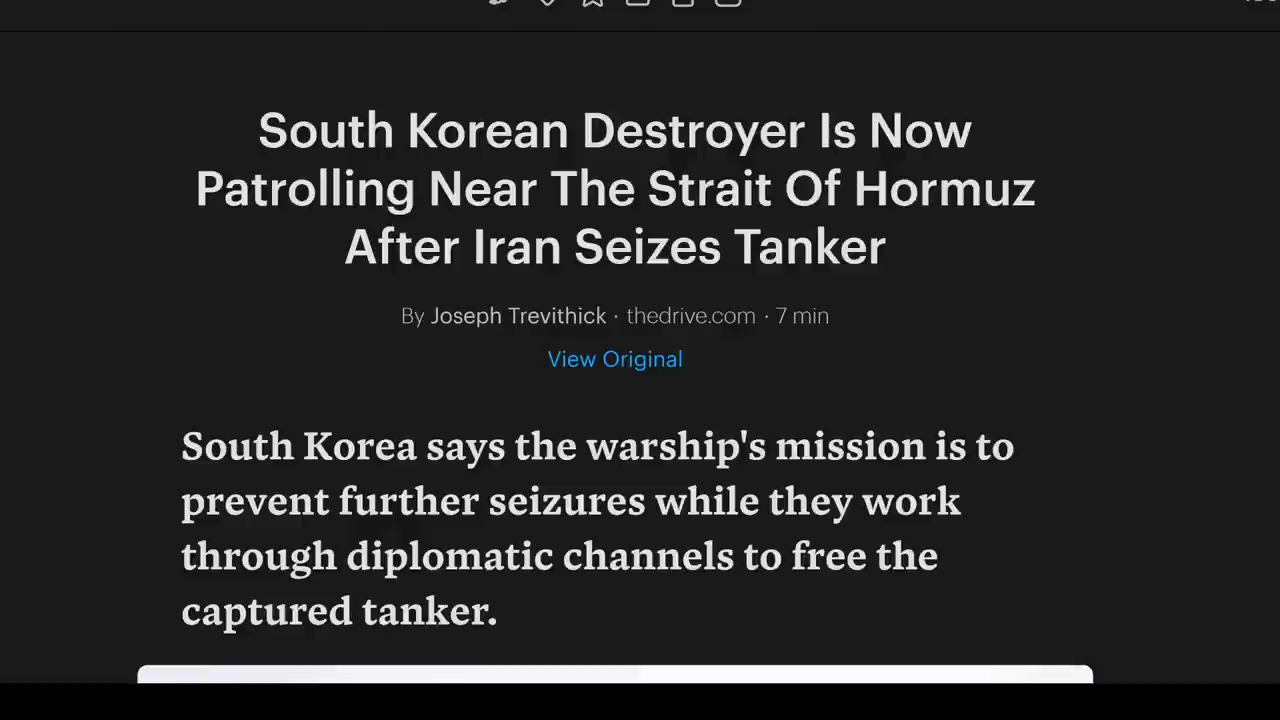 South Korean Destroyer Is Now
Patrolling Near The Strait Of Hormuz
After Iran Seizes Tanker
By Joseph Trevithick · thedrive.com · 7 min
View Original
South Korea says the warship's mission is to
prevent further seizures while they work
through diplomatic channels to free the
captured tanker.